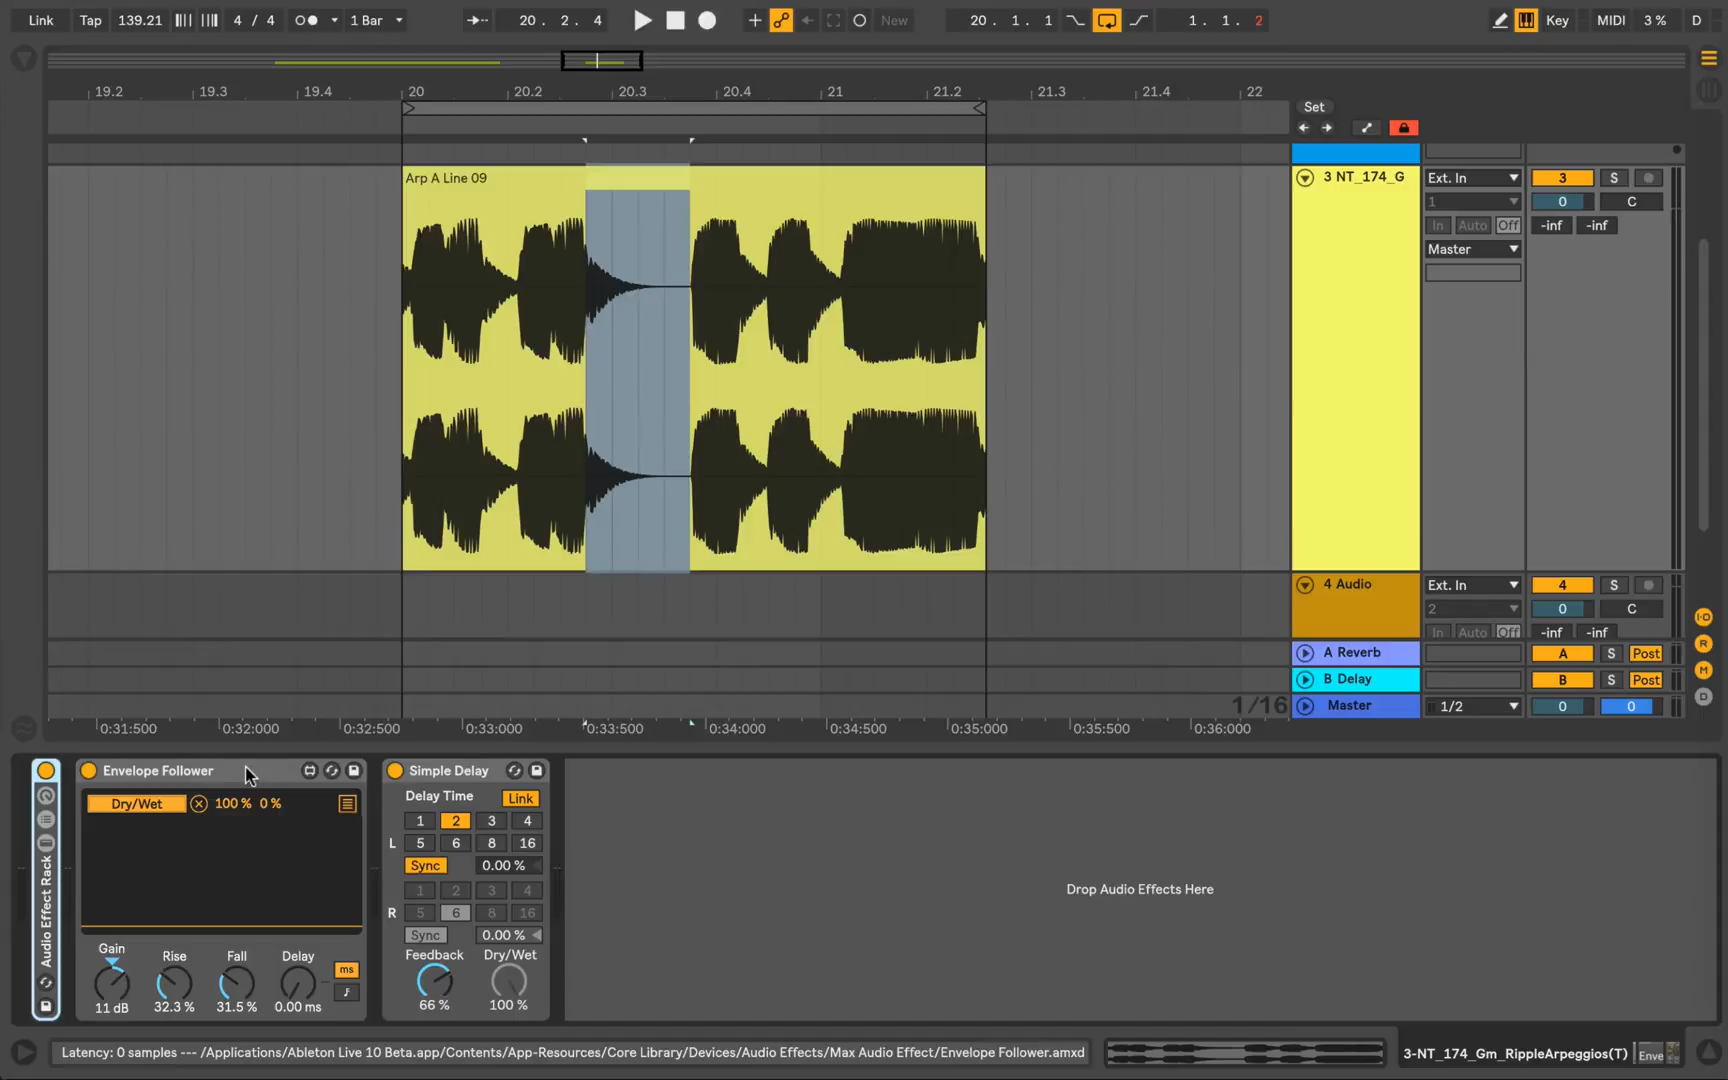 Link Tap 139.21 4 / 4 1 Bar 20 . 2 . 4 New 20 . 1 . 1 1 . 1 . 2 Key MIDI 3 % D
19.2 19.3 19.4 20 20.2 20.3 20.4 21 21.2 21.3 21.4 22
Set
Arp A Line 09
3 NT_174_G Ext. In 3 S
1 0 C
In Auto Off -inf -inf
Master
4 Audio Ext. In 4 S
2 0 C
In Auto Off -inf -inf
A Reverb A S Post
B Delay B S Post
1/16 Master 1/2 0 0
0:31:500 0:32:000 0:32:500 0:33:000 0:33:500 0:34:000 0:34:500 0:35:000 0:35:500 0:36:000
I·O
R
M
D
Audio Effect Rack
Envelope Follower
Dry/Wet 100 % 0 %
Gain Rise Fall Delay
ms
11 dB 32.3 % 31.5 % 0.00 ms
Simple Delay
Delay Time Link
1 2 3 4
L 5 6 8 16
Sync 0.00 %
1 2 3 4
R 5 6 8 16
Sync 0.00 %
Feedback Dry/Wet
66 % 100 %
Drop Audio Effects Here
Latency: 0 samples --- /Applications/Ableton Live 10 Beta.app/Contents/App-Resources/Core Library/Devices/Audio Effects/Max Audio Effect/Envelope Follower.amxd
3-NT_174_Gm_RippleArpeggios(T) Enve